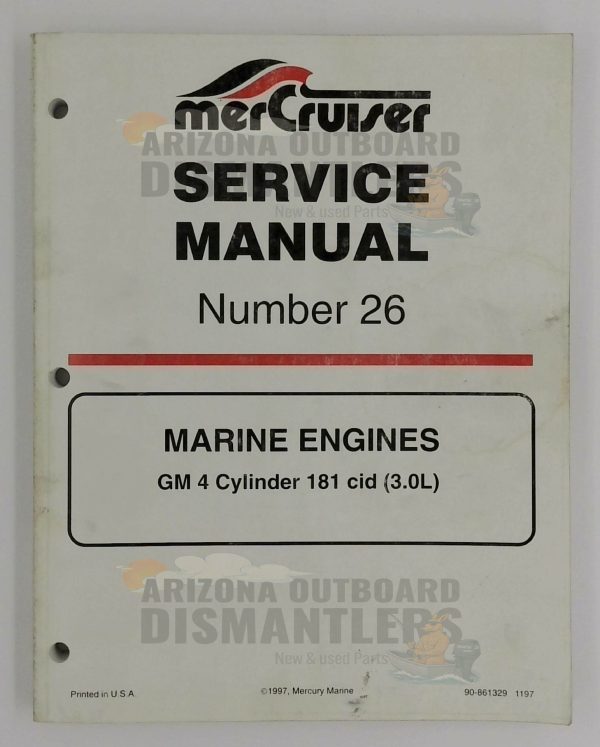 merCruiser
ARIZONA OUTBOARD
DISMANTLERS
New & used Parts
SERVICE
MANUAL
Number 26
MARINE ENGINES
GM 4 Cylinder 181 cid (3.0L)
ARIZONA OUTBOARD
DISMANTLERS
New & used Parts
Printed in U.S.A. ©1997, Mercury Marine 90-861329 1197